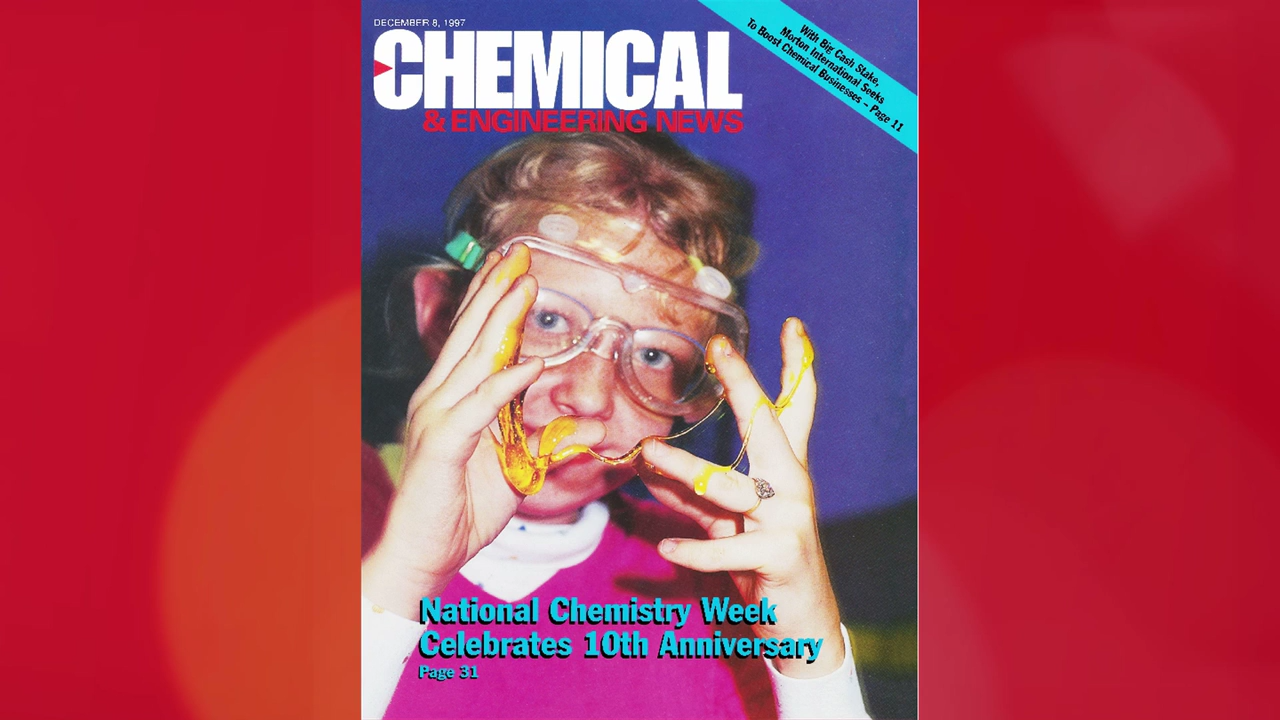 DECEMBER 8, 1997
CHEMICAL
& ENGINEERING NEWS
With Big Cash Stake,
Morton International Seeks
To Boost Chemical Businesses – Page 11
National Chemistry Week
Celebrates 10th Anniversary
Page 31